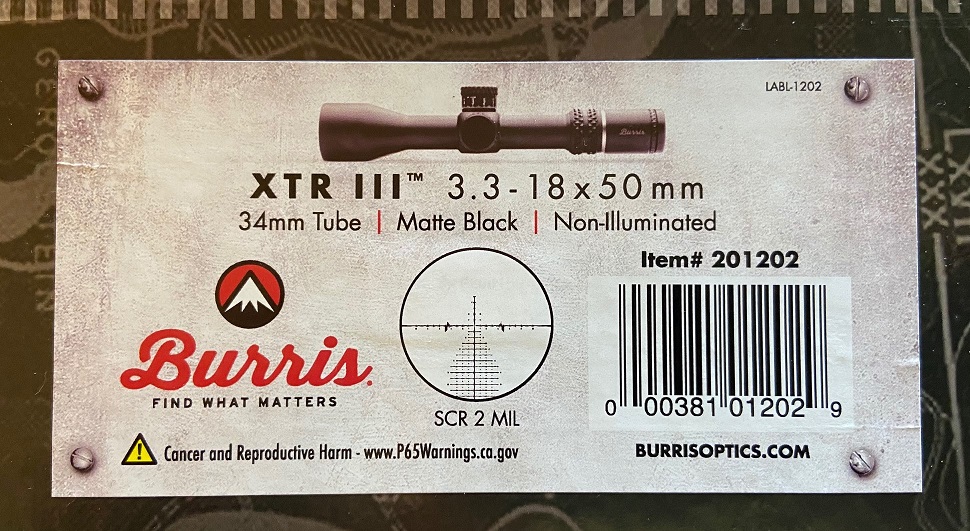 LABL-1202
Burris
XTR III™ 3.3-18x50mm
34mm Tube | Matte Black | Non-Illuminated
Item# 201202
Burris.
FIND WHAT MATTERS
SCR 2 MIL
0 00381 01202 9
Cancer and Reproductive Harm - www.P65Warnings.ca.gov
BURRISOPTICS.COM